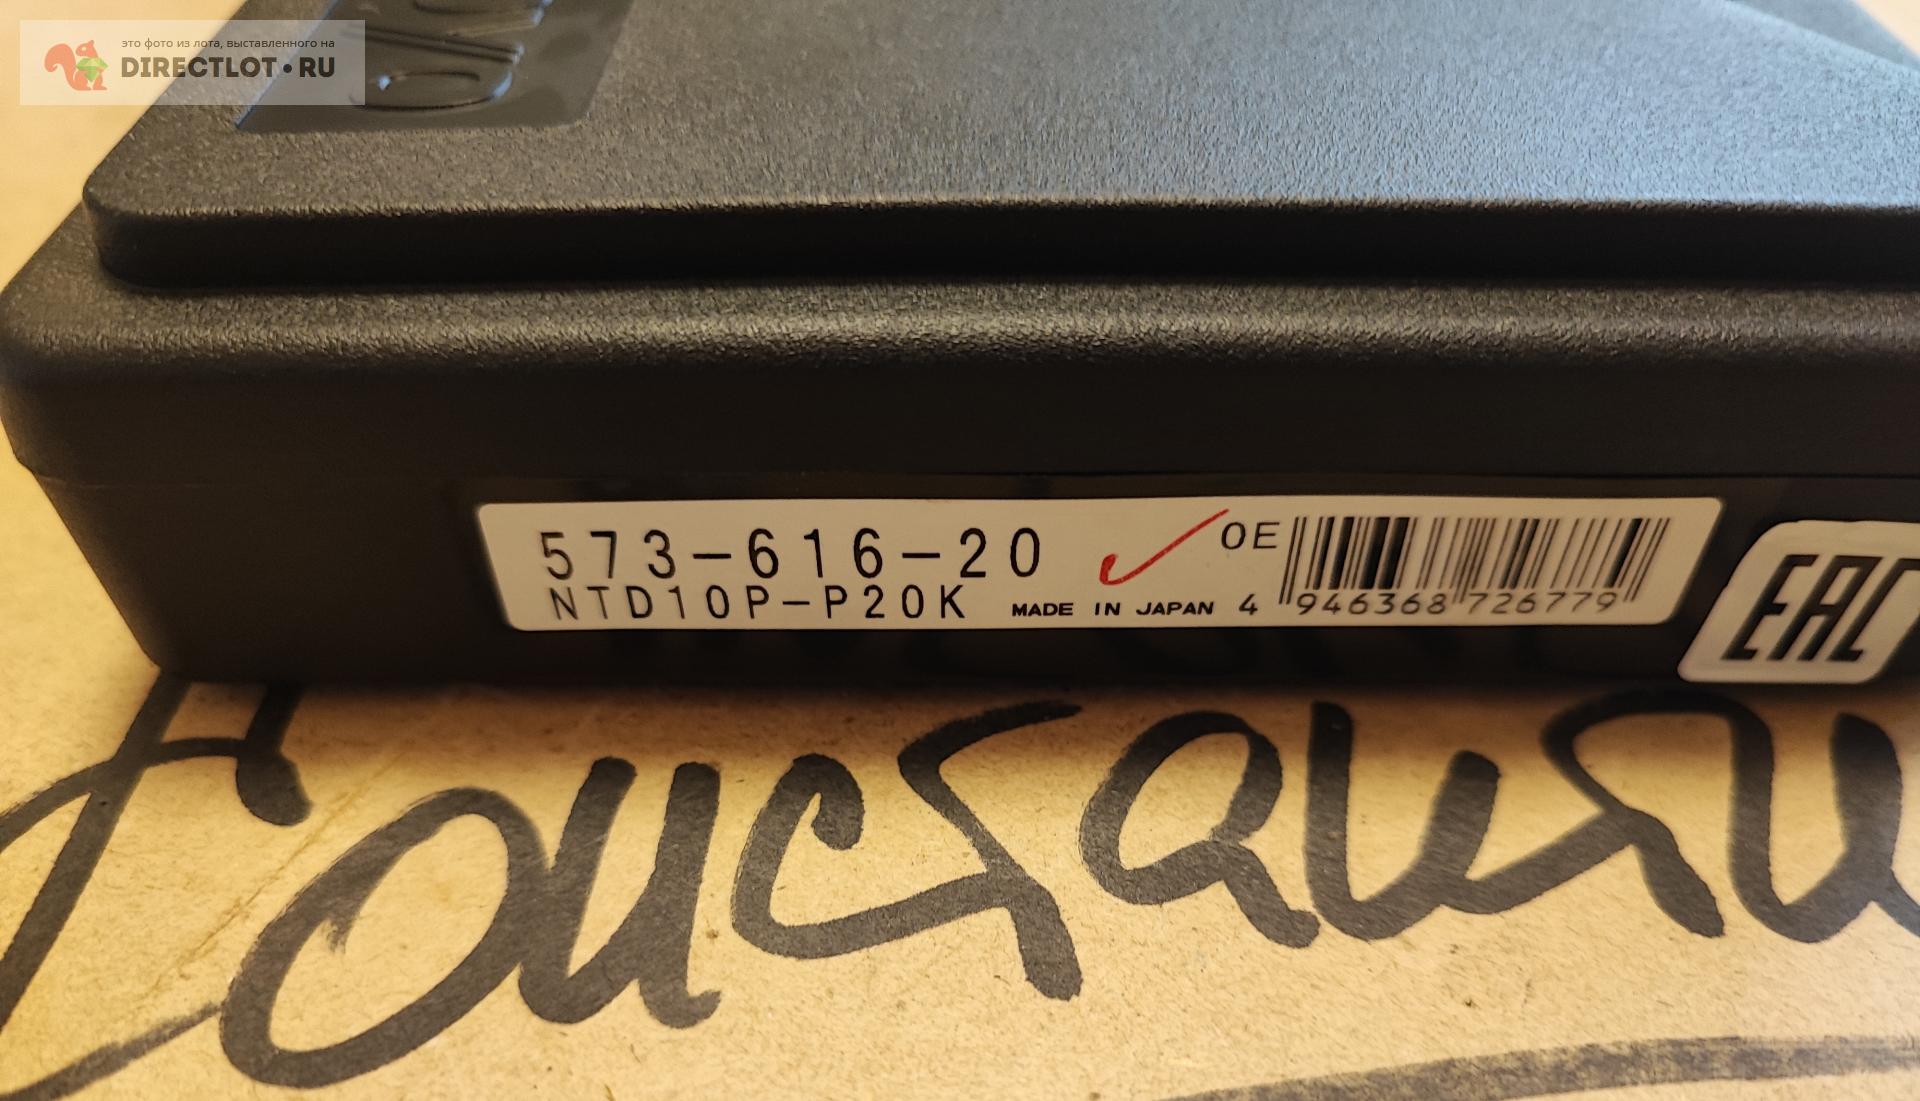 это фото из лота, выставленного на
DIRECTLOT.RU
573-616-20
OE
NTD10P-P20K
MADE IN JAPAN
4 946368 726779
EAC